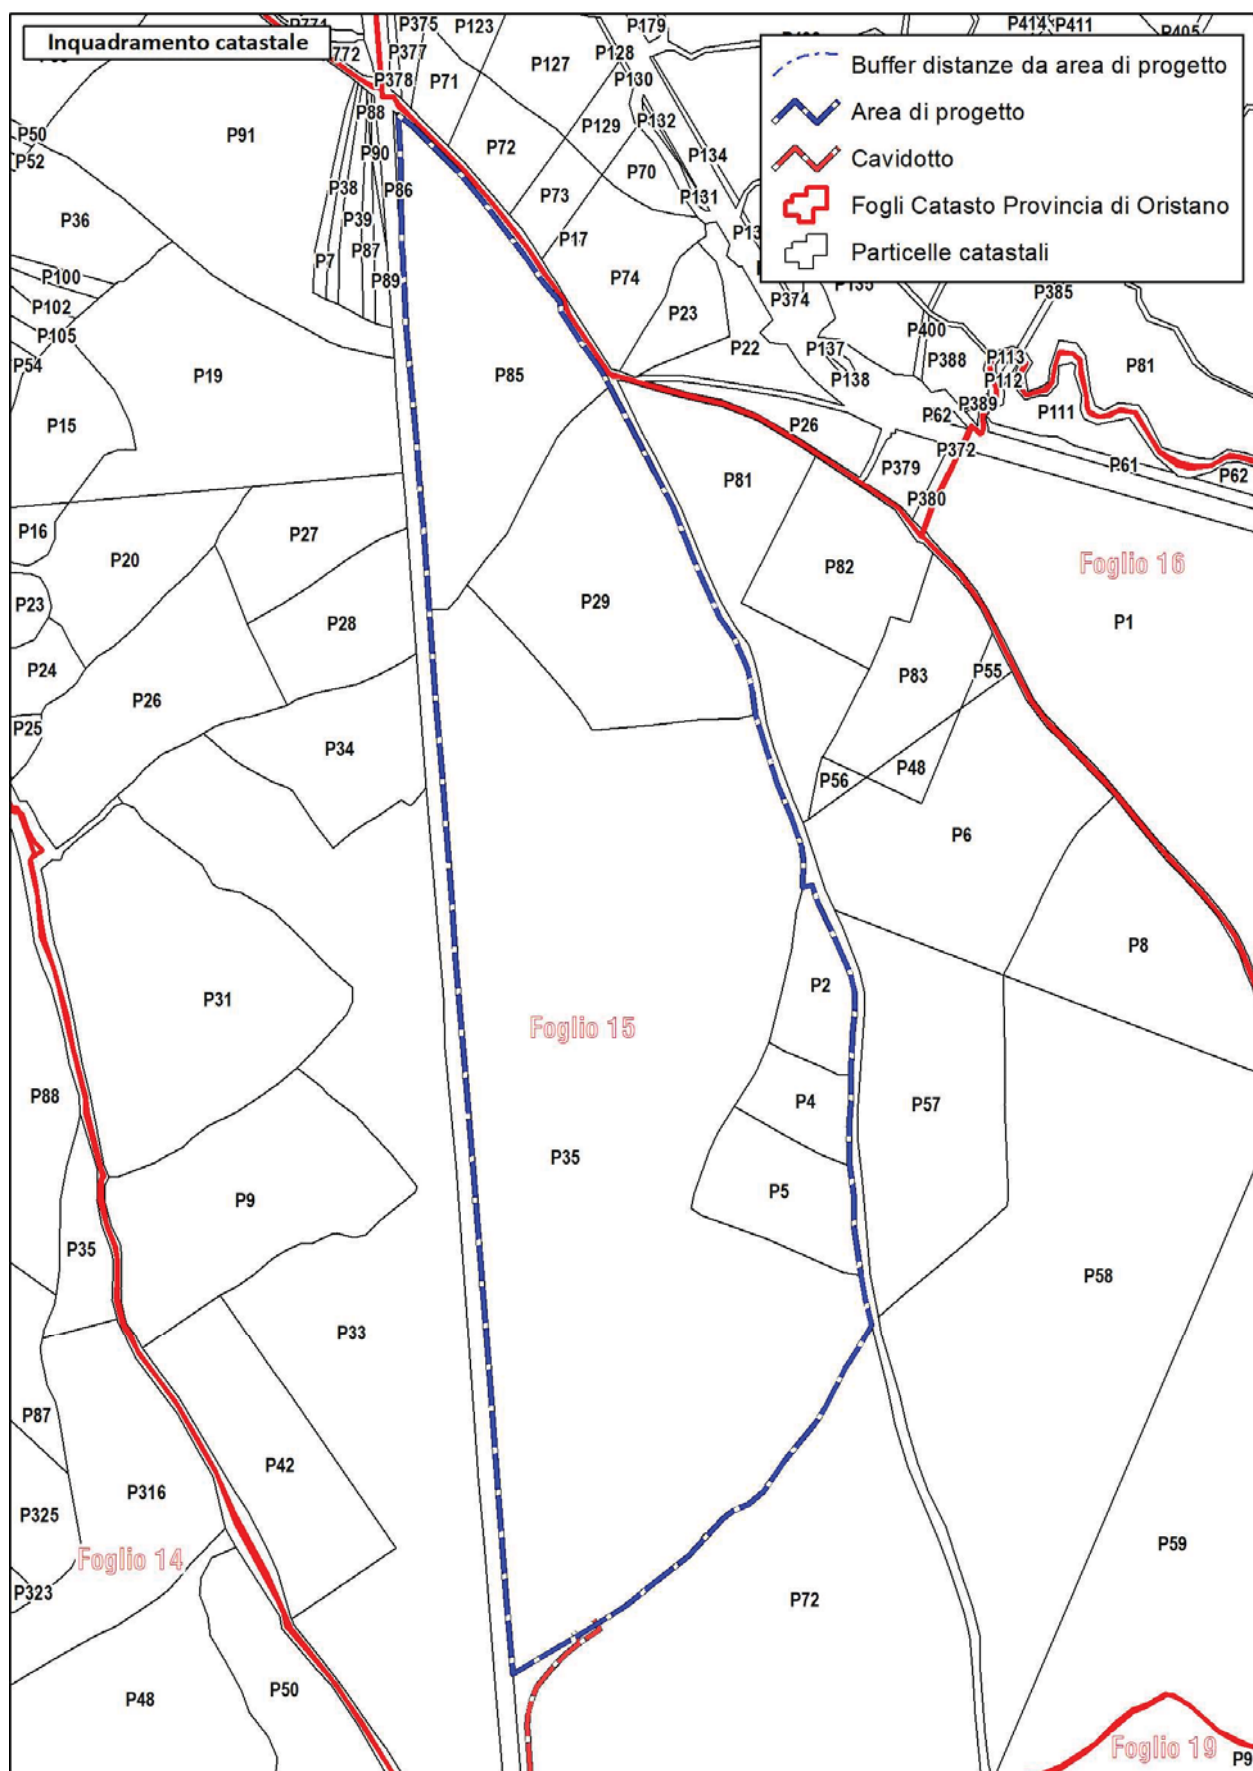 P774
P375
P123
P179
P414
P411
P405
Inquadramento catastale
772
P377
P128
P127
P378
P71
P130
Buffer distanze da area di progetto
Area di progetto
Cavidotto
Fogli Catasto Provincia di Oristano
Particelle catastali
P88
P50
P91
P129
P132
P52
P90
P72
P134
P70
P38
P86
P73
P131
P36
P39
P17
P7
P87
P89
P74
P100
P374
P135
P102
P23
P385
P105
P400
P54
P19
P85
P22
P137
P388
P113
P81
P138
P112
P15
P26
P62
P389
P111
P372
P61
P379
P81
P62
P16
P27
P380
P20
P82
Foglio 16
P23
P29
P28
P1
P24
P83
P55
P26
P25
P34
P48
P56
P6
P8
P31
P2
Foglio 15
P88
P4
P57
P35
P9
P5
P35
P58
P33
P87
P42
P316
P325
Foglio 14
P59
P323
P72
P50
P48
Foglio 19
P9